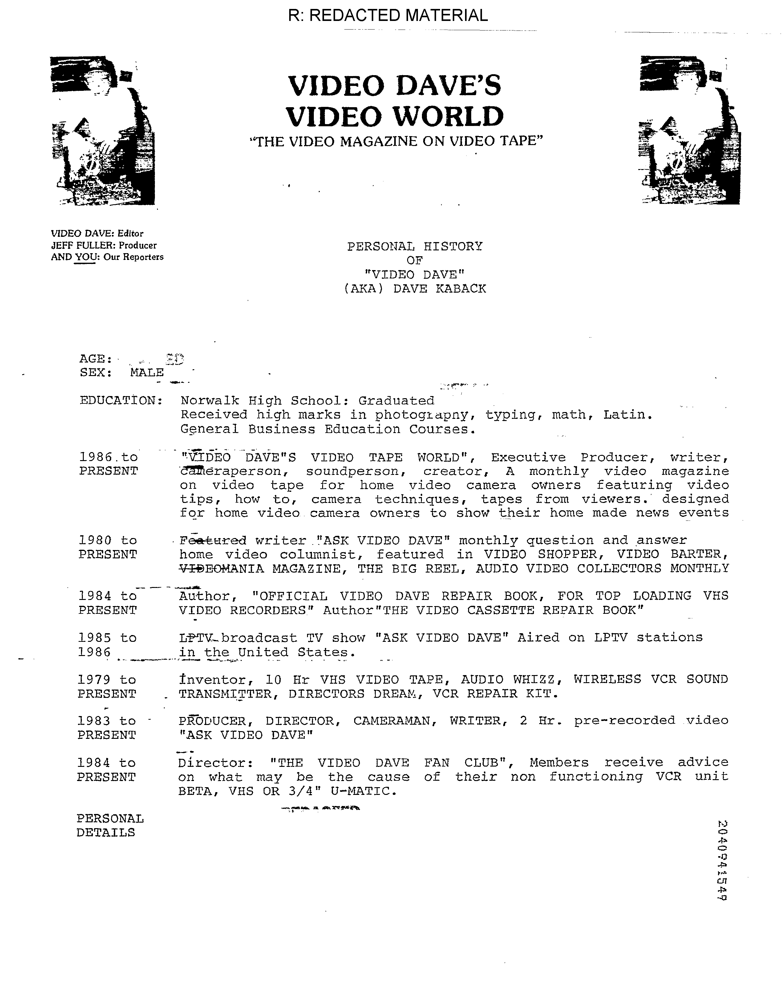 R: REDACTED MATERIAL
VIDEO DAVE'S
VIDEO WORLD
"THE VIDEO MAGAZINE ON VIDEO TAPE"
VIDEO DAVE: Editor
JEFF FULLER: Producer
AND YOU: Our Reporters
PERSONAL HISTORY
OF
"VIDEO DAVE"
(AKA) DAVE KABACK
AGE:
SEX: MALE
EDUCATION: Norwalk High School: Graduated
Received high marks in photography, typing, math, Latin.
General Business Education Courses.
1986.to "VIDEO DAVE"S VIDEO TAPE WORLD", Executive Producer, writer,
PRESENT cameraperson, soundperson, creator, A monthly video magazine
on video tape for home video camera owners featuring video
tips, how to, camera techniques, tapes from viewers. designed
for home video camera owners to show their home made news events
1980 to Featured writer "ASK VIDEO DAVE" monthly question and answer
PRESENT home video columnist, featured in VIDEO SHOPPER, VIDEO BARTER,
VIDEOMANIA MAGAZINE, THE BIG REEL, AUDIO VIDEO COLLECTORS MONTHLY
1984 to Author, "OFFICIAL VIDEO DAVE REPAIR BOOK, FOR TOP LOADING VHS
PRESENT VIDEO RECORDERS" Author"THE VIDEO CASSETTE REPAIR BOOK"
1985 to LPTV broadcast TV show "ASK VIDEO DAVE" Aired on LPTV stations
1986 in the United States.
1979 to Inventor, 10 Hr VHS VIDEO TAPE, AUDIO WHIZZ, WIRELESS VCR SOUND
PRESENT TRANSMITTER, DIRECTORS DREAM, VCR REPAIR KIT.
1983 to PRODUCER, DIRECTOR, CAMERAMAN, WRITER, 2 Hr. pre-recorded video
PRESENT "ASK VIDEO DAVE"
1984 to Director: "THE VIDEO DAVE FAN CLUB", Members receive advice
PRESENT on what may be the cause of their non functioning VCR unit
BETA, VHS OR 3/4" U-MATIC.
PERSONAL
DETAILS
2040941549